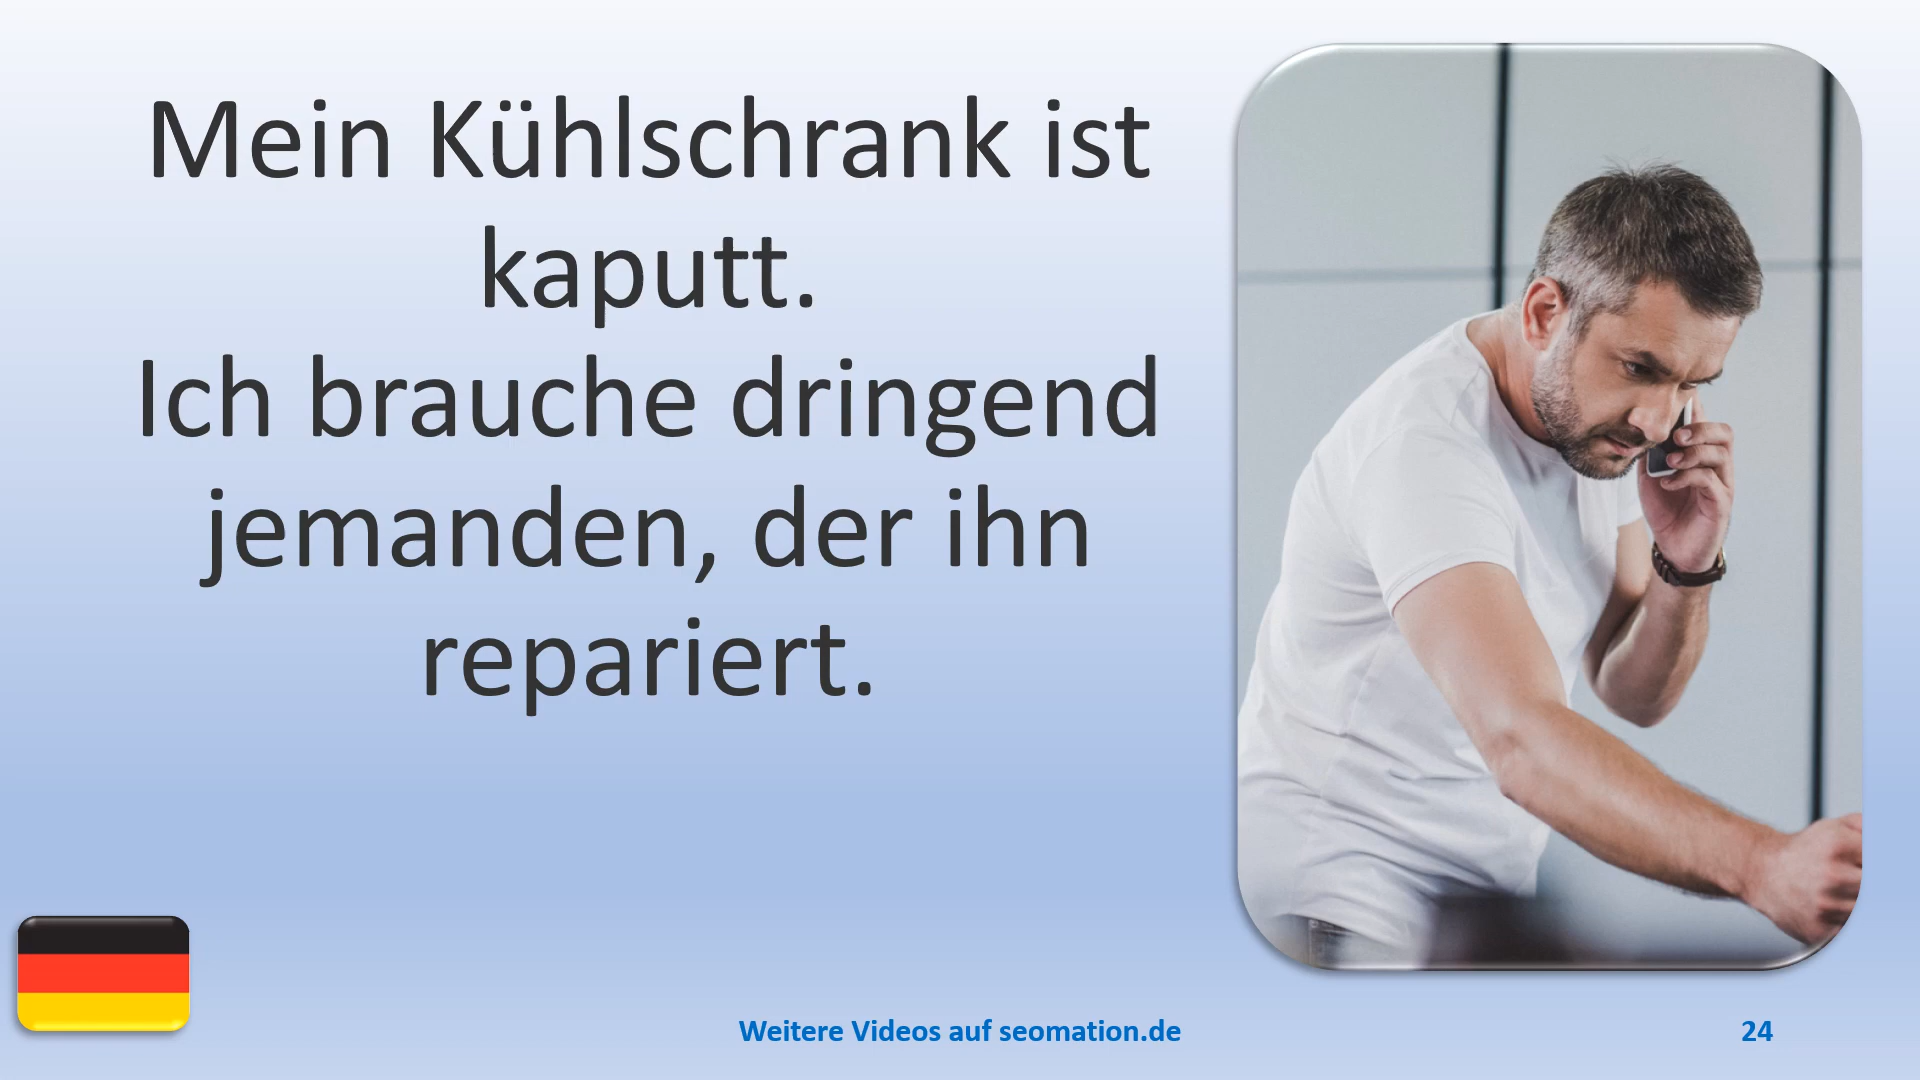 Mein Kühlschrank ist
kaputt.
Ich brauche dringend
jemanden, der ihn
repariert.
Weitere Videos auf seomation.de
24